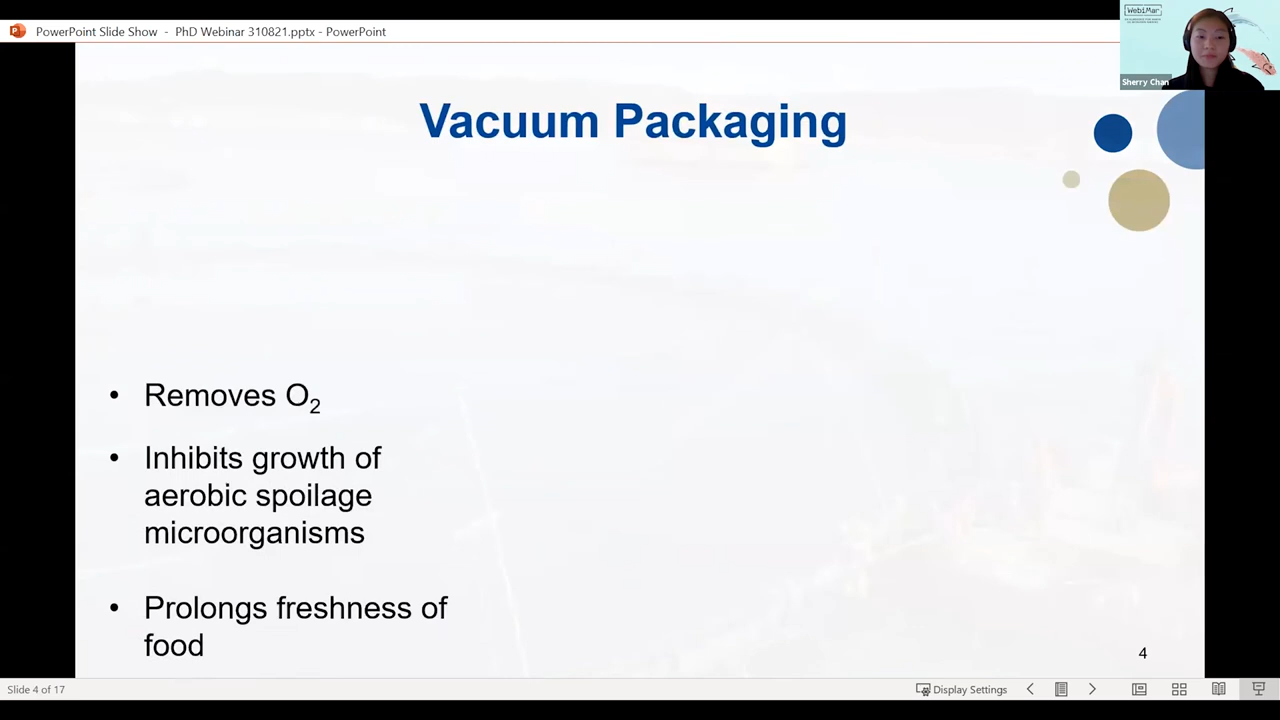 PowerPoint Slide Show - PhD Webinar 310821.pptx - PowerPoint
WebiMar
Sherry Chan
Vacuum Packaging
• Removes O₂
• Inhibits growth of
aerobic spoilage
microorganisms
• Prolongs freshness of
food
4
Slide 4 of 17
Display Settings